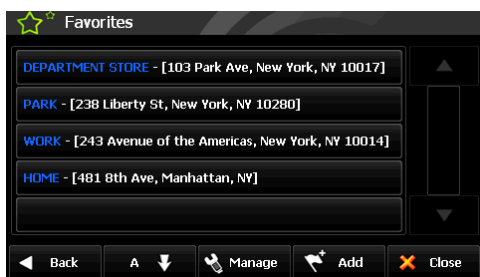 Favorites
DEPARTMENT STORE - [103 Park Ave, New York, NY 10017]
PARK - [238 Liberty St, New York, NY 10280]
WORK - [243 Avenue of the Americas, New York, NY 10014]
HOME - [481 8th Ave, Manhattan, NY]
Back A Manage Add Close